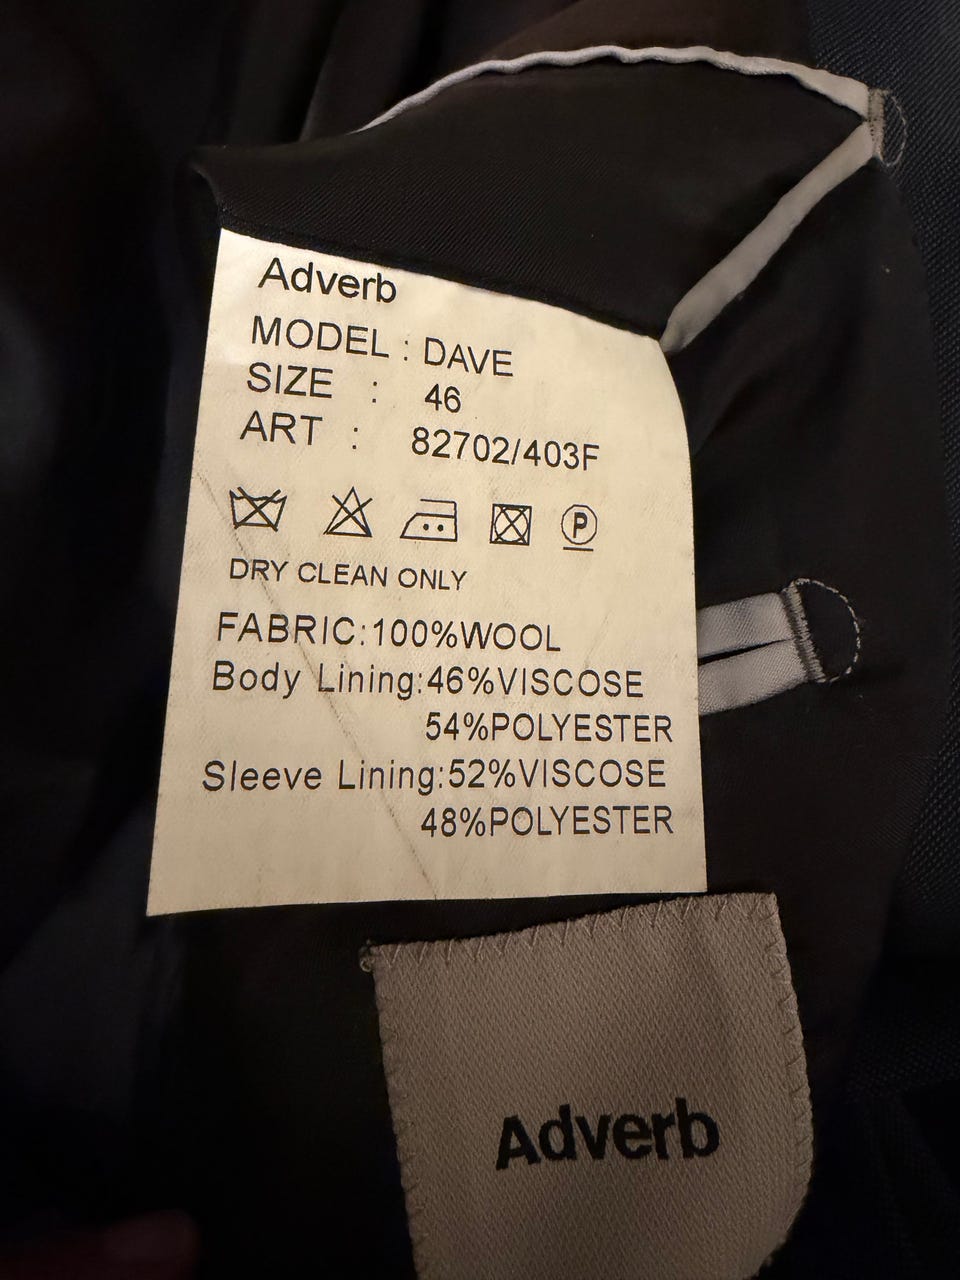 Adverb
MODEL : DAVE
SIZE : 46
ART : 82702/403F
P
DRY CLEAN ONLY
FABRIC:100%WOOL
Body Lining:46%VISCOSE
54%POLYESTER
Sleeve Lining:52%VISCOSE
48%POLYESTER
Adverb